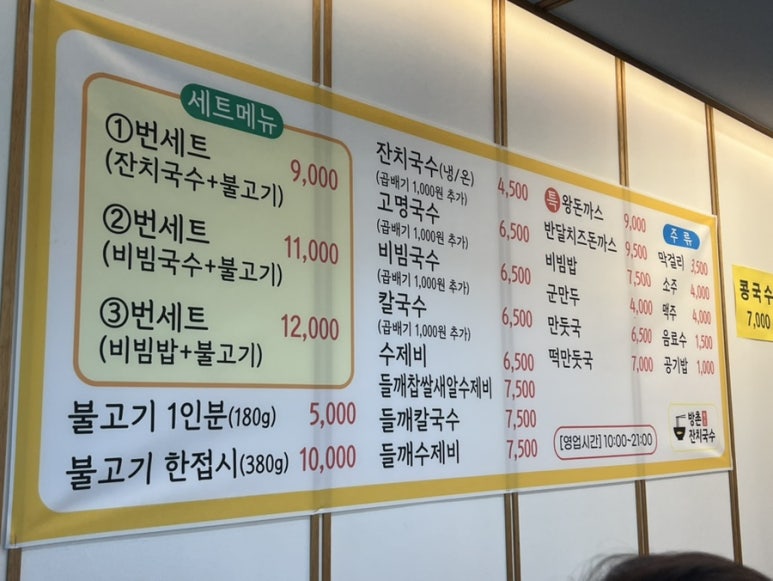 세트메뉴
①번세트
(잔치국수+불고기) 9,000
②번세트
(비빔국수+불고기) 11,000
③번세트
(비빔밥+불고기) 12,000
불고기 1인분(180g) 5,000
불고기 한접시(380g) 10,000
잔치국수(냉/온) 4,500
(곱배기 1,000원 추가)
고명국수 6,500
(곱배기 1,000원 추가)
비빔국수 6,500
(곱배기 1,000원 추가)
칼국수 6,500
(곱배기 1,000원 추가)
수제비 6,500
들깨찹쌀새알수제비 7,500
들깨칼국수 7,500
들깨수제비 7,500
특 왕돈까스 9,000
반달치즈돈까스 9,500
비빔밥 7,500
군만두 4,000
만둣국 6,500
떡만둣국 7,000
주류
막걸리 3,500
소주 4,000
맥주 4,000
음료수 1,500
공기밥 1,000
[영업시간] 10:00~21:00
방촌
잔치국수
콩국수
7,000